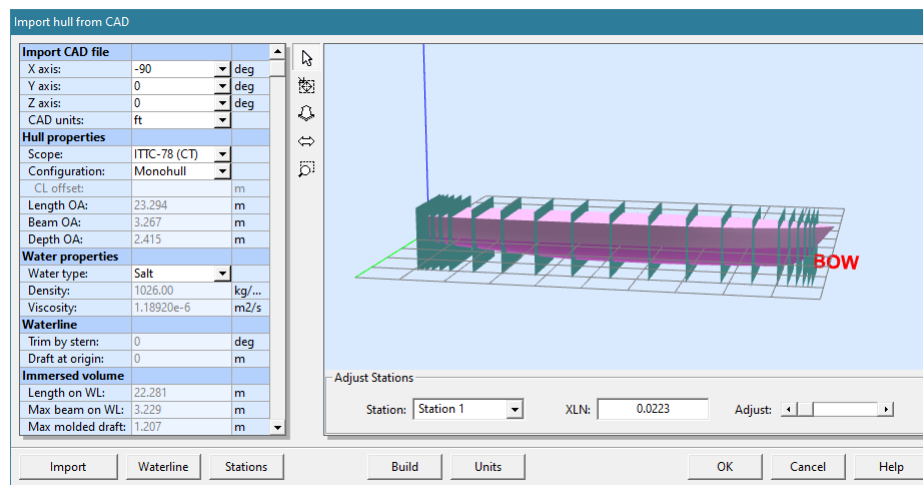 Import hull from CAD
Import CAD file
X axis: -90 deg
Y axis: 0 deg
Z axis: 0 deg
CAD units: ft
Hull properties
Scope: ITTC-78 (CT)
Configuration: Monohull
CL offset: m
Length OA: 23.294 m
Beam OA: 3.267 m
Depth OA: 2.415 m
Water properties
Water type: Salt
Density: 1026.00 kg/...
Viscosity: 1.18920e-6 m2/s
Waterline
Trim by stern: 0 deg
Draft at origin: 0 m
Immersed volume
Length on WL: 22.281 m
Max beam on WL: 3.229 m
Max molded draft: 1.207 m
BOW
Adjust Stations
Station: Station 1 XLN: 0.0223 Adjust:
Import Waterline Stations Build Units OK Cancel Help